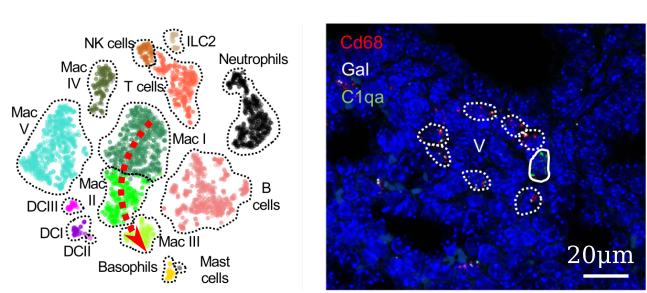 NK cells
ILC2
Mac
IV
T cells
Neutrophils
Mac
V
Mac I
Mac
II
B
cells
DCIII
DCI
DCII
Mac III
Basophils
Mast
cells
Cd68
Gal
C1qa
V
20µm